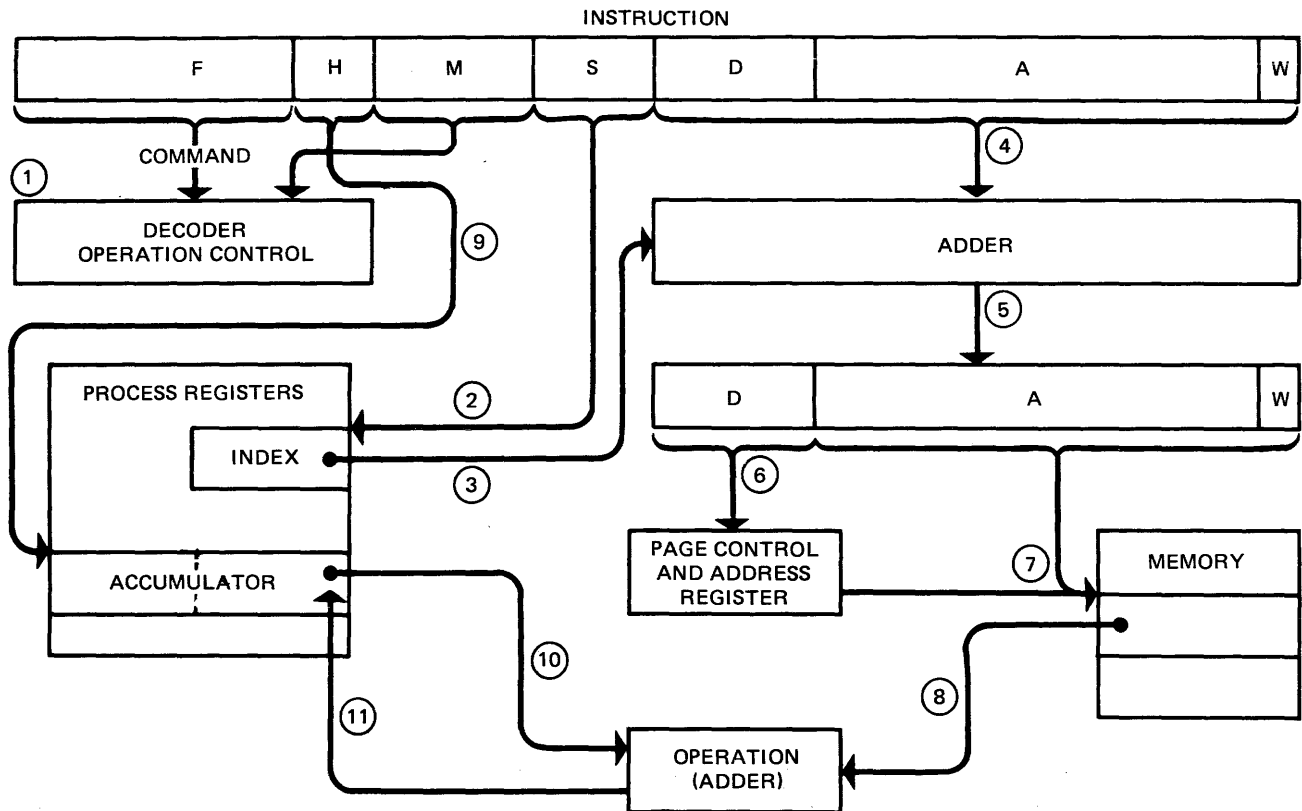 INSTRUCTION
F H M S D A W
COMMAND
1
4
DECODER
OPERATION CONTROL
9
ADDER
5
PROCESS REGISTERS
2
D A W
INDEX
3
6
PAGE CONTROL
AND ADDRESS
REGISTER
7
MEMORY
ACCUMULATOR
10
8
11
OPERATION
(ADDER)